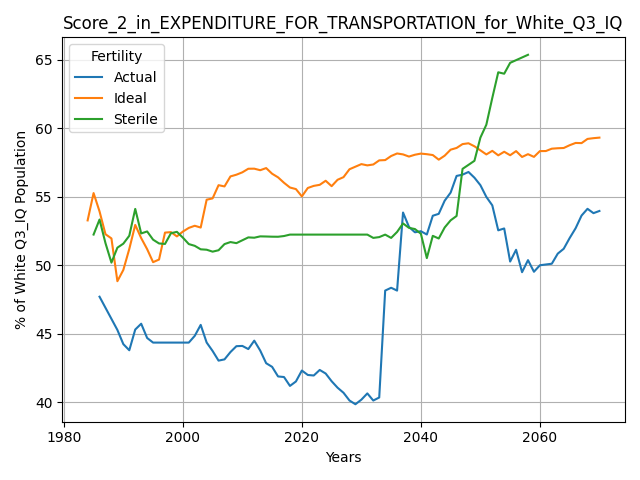 Score_2_in_EXPENDITURE_FOR_TRANSPORTATION_for_White_Q3_IQ
Fertility
Actual
Ideal
Sterile
% of White Q3_IQ Population
65
60
55
50
45
40
1980
2000
2020
2040
2060
Years